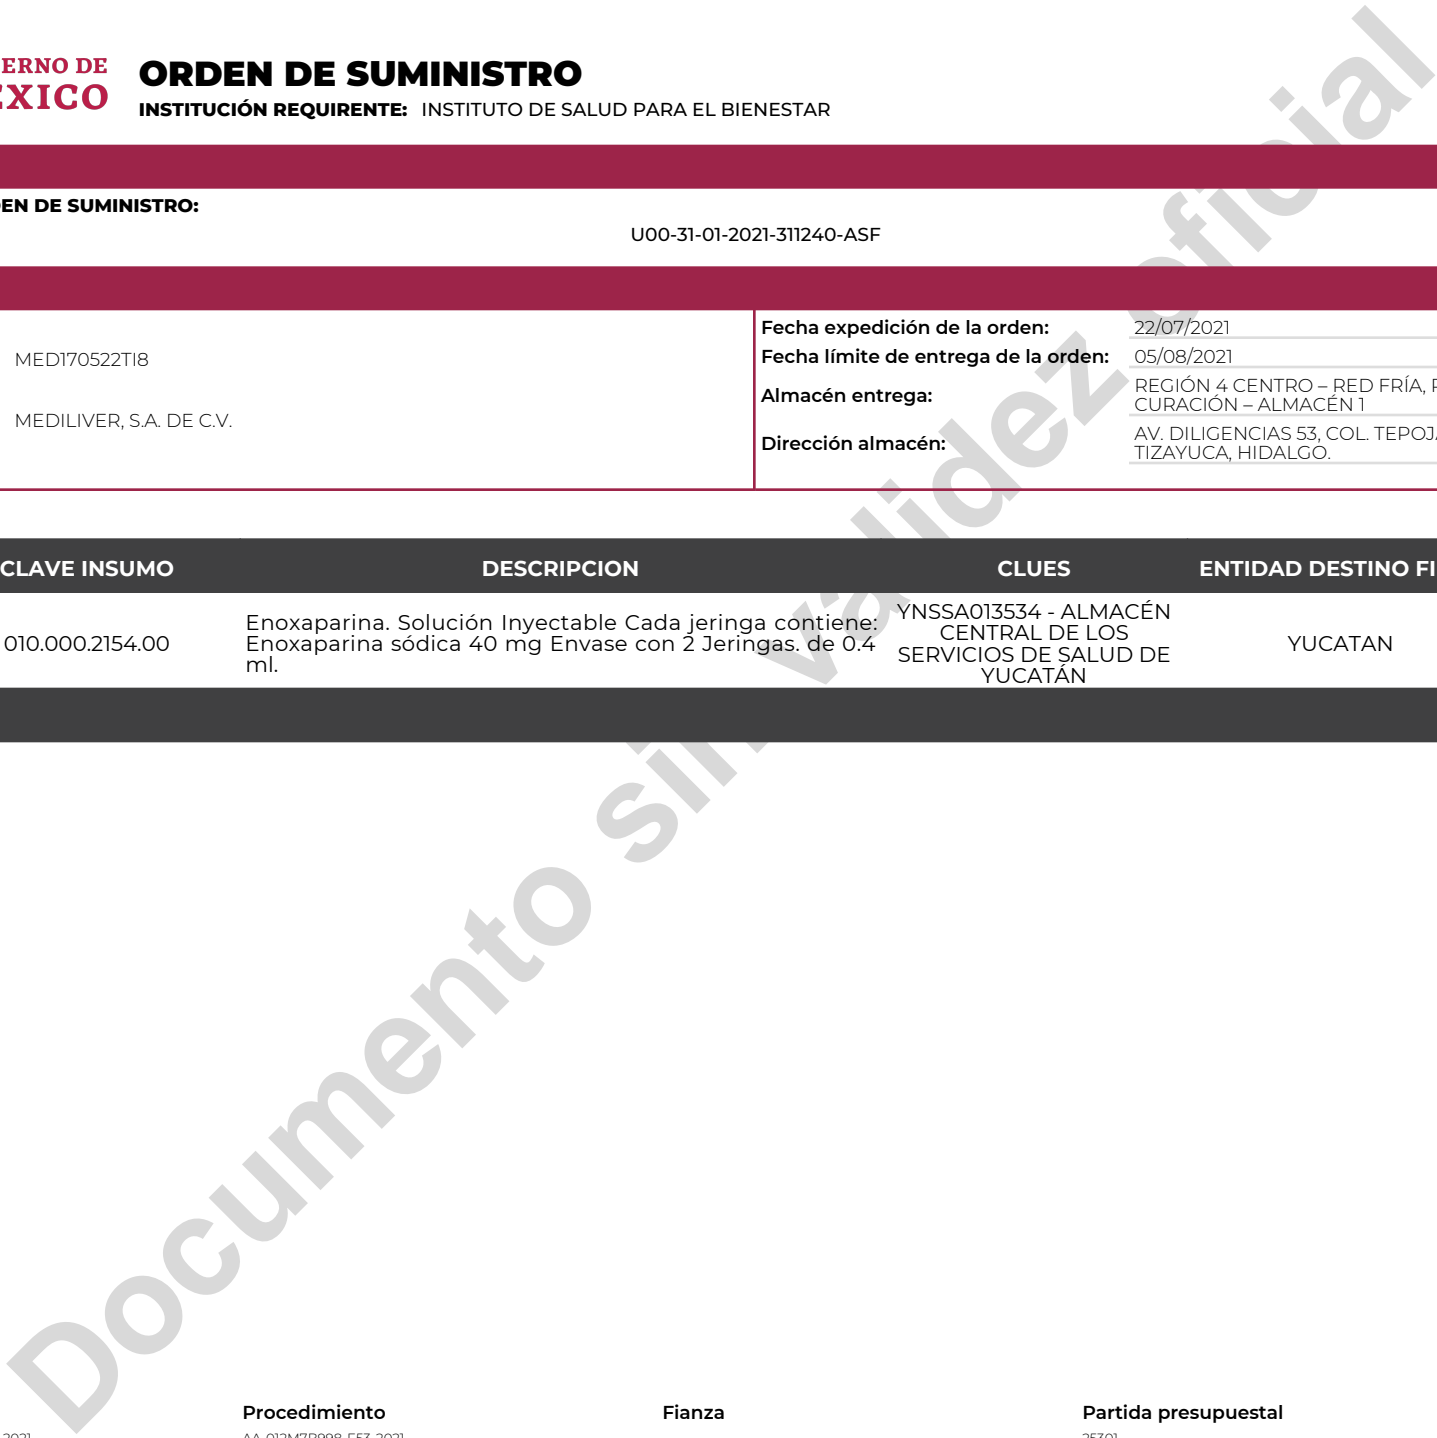 ERNO DE
EXICO
ORDEN DE SUMINISTRO
INSTITUCIÓN REQUIRENTE: INSTITUTO DE SALUD PARA EL BIENESTAR
EN DE SUMINISTRO:
U00-31-01-2021-311240-ASF
MED170522TI8
MEDILIVER, S.A. DE C.V.
Fecha expedición de la orden: 22/07/2021
Fecha límite de entrega de la orden: 05/08/2021
Almacén entrega: REGIÓN 4 CENTRO – RED FRÍA,
CURACIÓN – ALMACÉN 1
Dirección almacén: AV. DILIGENCIAS 53, COL. TEPOJ
TIZAYUCA, HIDALGO.
CLAVE INSUMO DESCRIPCION CLUES ENTIDAD DESTINO FI
010.000.2154.00
Enoxaparina. Solución Inyectable Cada jeringa contiene:
Enoxaparina sódica 40 mg Envase con 2 Jeringas. de 0.4
ml.
YNSSA013534 - ALMACÉN
CENTRAL DE LOS
SERVICIOS DE SALUD DE
YUCATÁN
YUCATAN
Documento sin validez oficial
Procedimiento Fianza Partida presupuestal